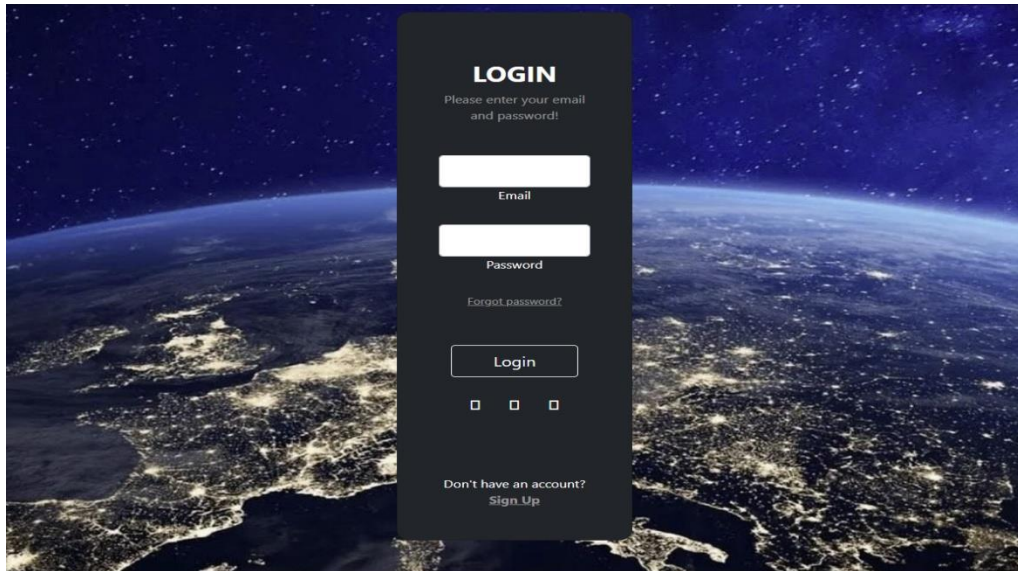 LOGIN
Please enter your email
and password!
Email
Password
Forgot password?
Login
Don't have an account?
Sign Up